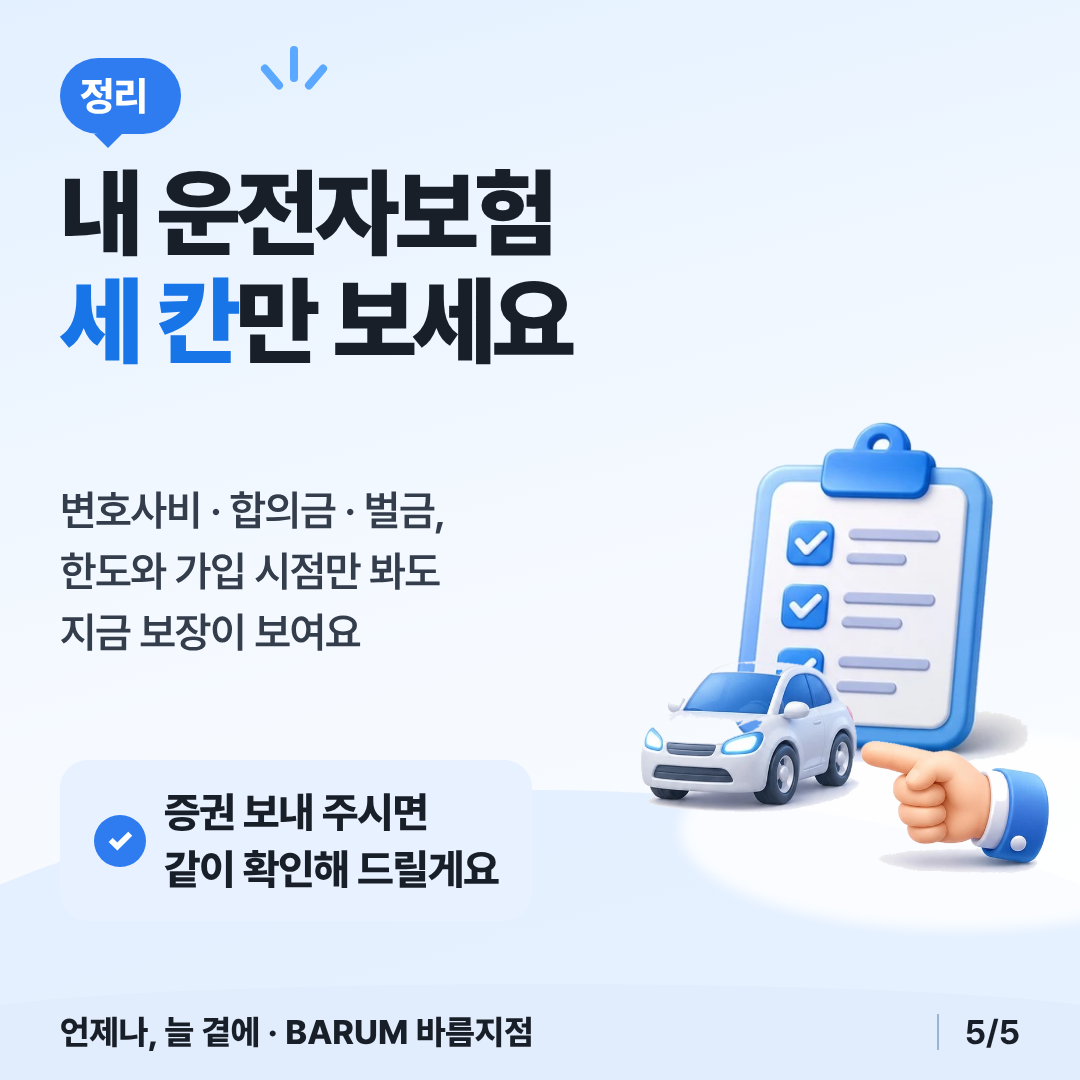 정리
내 운전자보험
세 칸만 보세요
변호사비 · 합의금 · 벌금,
한도와 가입 시점만 봐도
지금 보장이 보여요
증권 보내 주시면
같이 확인해 드릴게요
언제나, 늘 곁에 · BARUM 바름지점
5/5